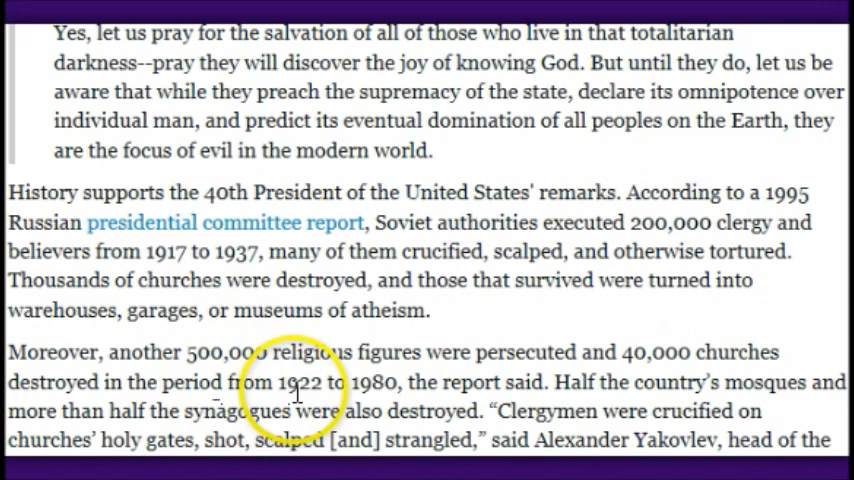 Yes, let us pray for the salvation of all of those who live in that totalitarian
darkness--pray they will discover the joy of knowing God. But until they do, let us be
aware that while they preach the supremacy of the state, declare its omnipotence over
individual man, and predict its eventual domination of all peoples on the Earth, they
are the focus of evil in the modern world.
History supports the 40th President of the United States' remarks. According to a 1995
Russian presidential committee report, Soviet authorities executed 200,000 clergy and
believers from 1917 to 1937, many of them crucified, scalped, and otherwise tortured.
Thousands of churches were destroyed, and those that survived were turned into
warehouses, garages, or museums of atheism.
Moreover, another 500,000 religious figures were persecuted and 40,000 churches
destroyed in the period from 1922 to 1980, the report said. Half the country's mosques and
more than half the synagogues were also destroyed. “Clergymen were crucified on
churches' holy gates, shot, scalped [and] strangled,” said Alexander Yakovlev, head of the